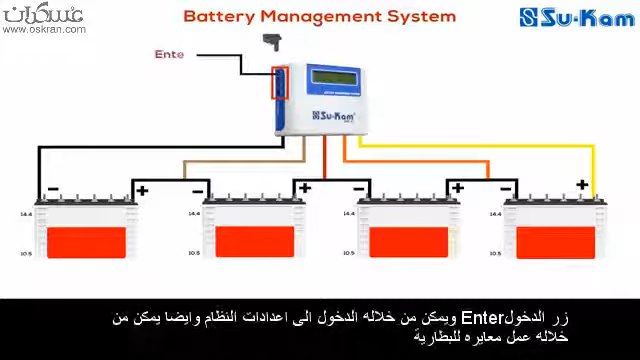 عسكران
www.oskran.com
Battery Management System
Su-Kam
Ente
Su-Kam
14.4
10.5
14.4
10.5
14.4
10.5
14.4
10.5
زر الدخولEnter ويمكن من خلاله الدخول الى اعدادات النظام وايضا يمكن من
خلاله عمل معايره للبطارية